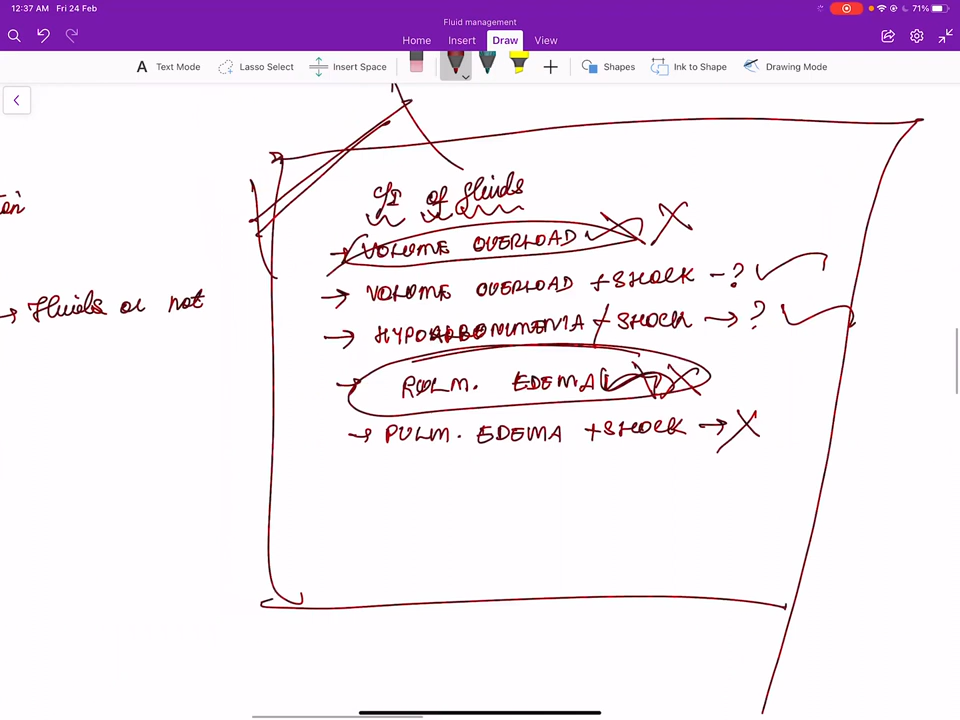 12:37 AM Fri 24 Feb
71%
Fluid management
Home Insert Draw View
Text Mode Lasso Select Insert Space Shapes Ink to Shape Drawing Mode
C/I of fluids
→ VOLUME OVERLOAD X
→ VOLUME OVERLOAD + SHOCK - ?
→ + SHOCK → ?
→ Fluids or not
→ PULM. EDEMA X
→ PULM. EDEMA + SHOCK → X